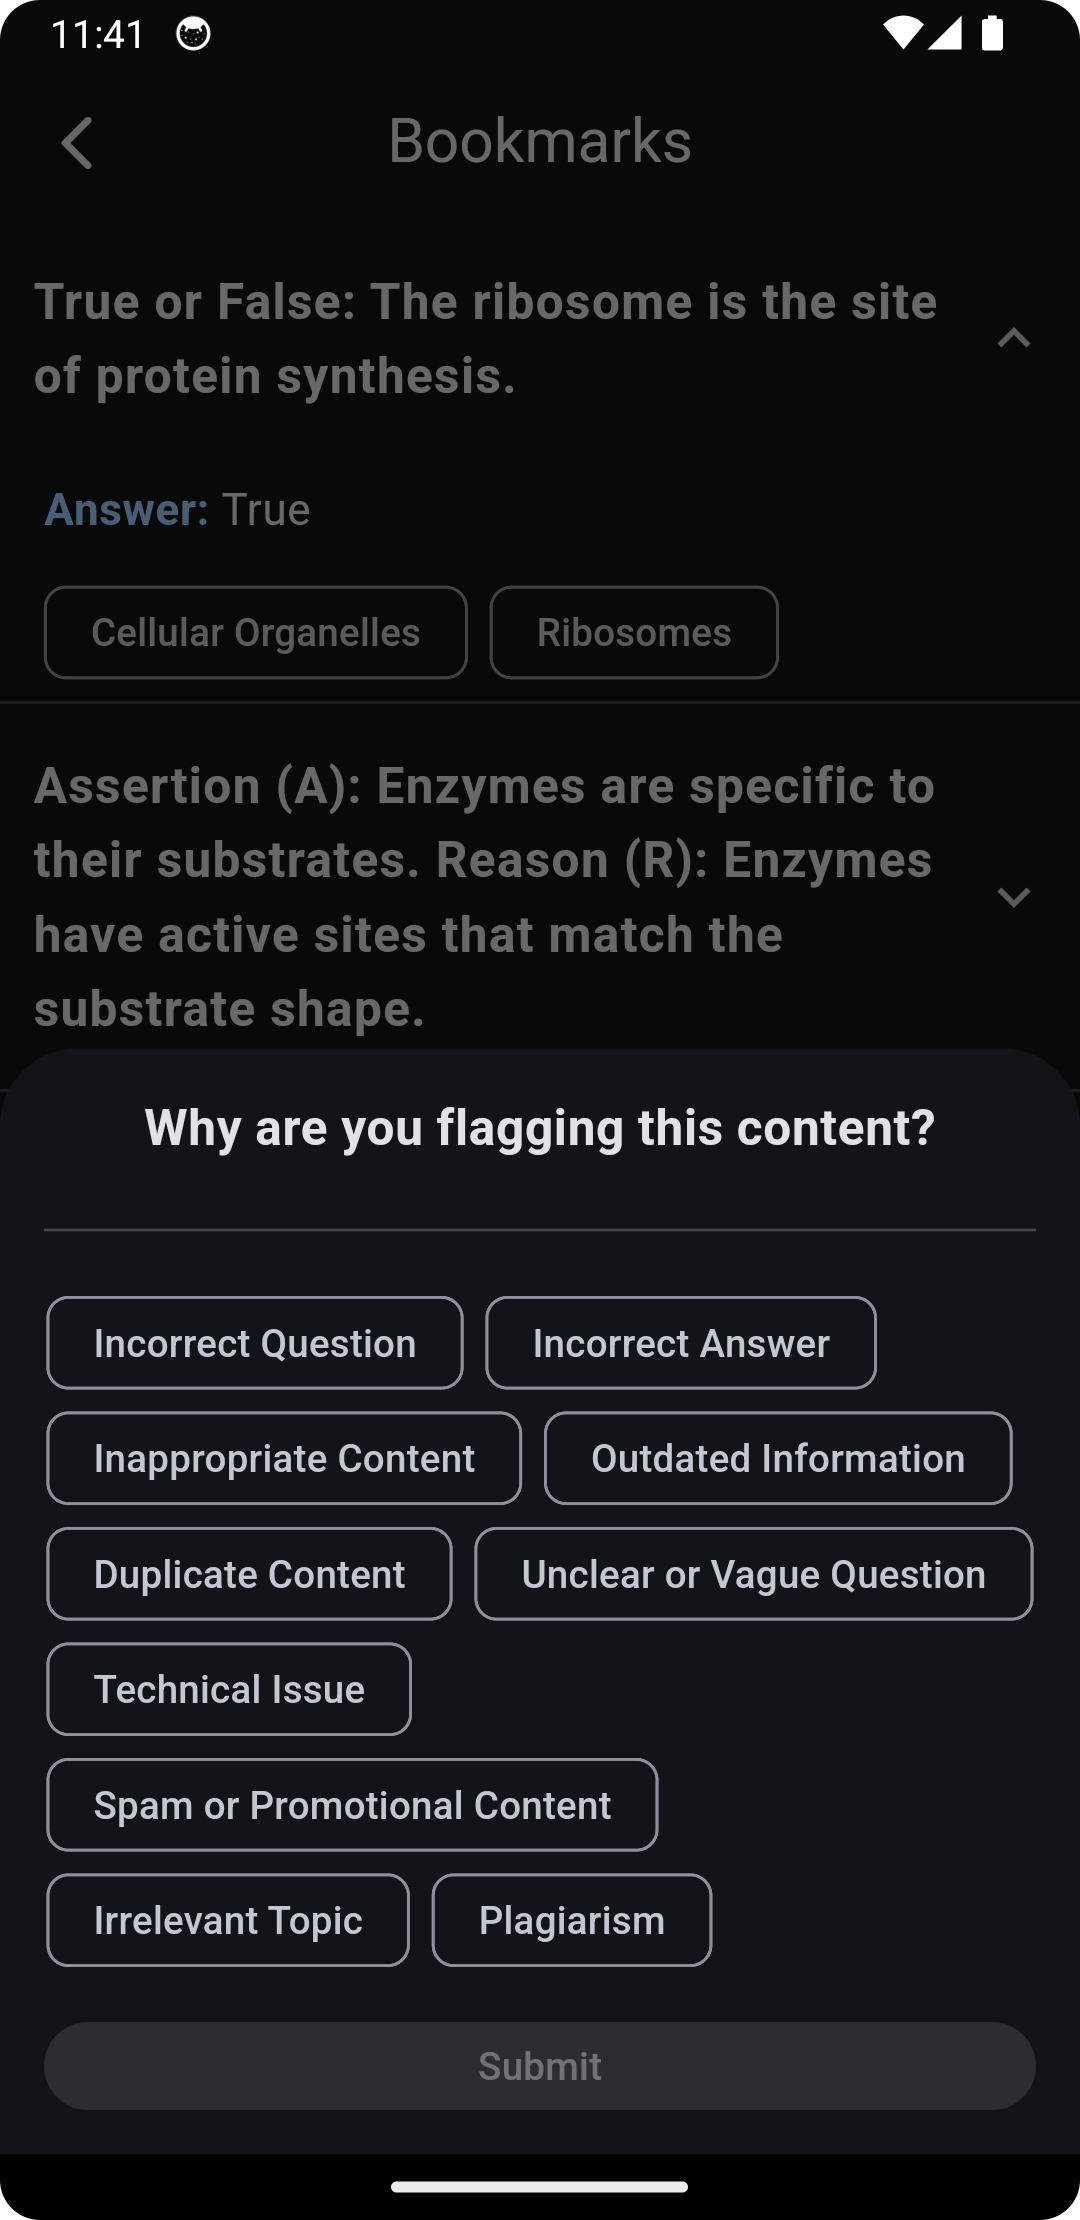 11:41
Bookmarks
True or False: The ribosome is the site
of protein synthesis.
Answer: True
Cellular Organelles
Ribosomes
Assertion (A): Enzymes are specific to
their substrates. Reason (R): Enzymes
have active sites that match the
substrate shape.
Why are you flagging this content?
Incorrect Question
Incorrect Answer
Inappropriate Content
Outdated Information
Duplicate Content
Unclear or Vague Question
Technical Issue
Spam or Promotional Content
Irrelevant Topic
Plagiarism
Submit